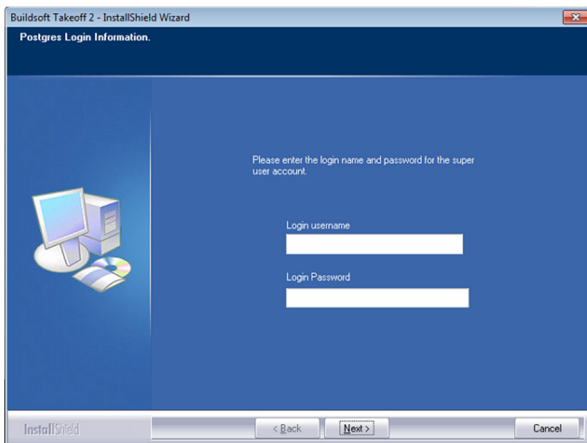 Buildsoft Takeoff 2 - InstallShield Wizard
Postgres Login Information.
Please enter the login name and password for the super
user account.
Login username
Login Password
InstallShield
< Back
Next >
Cancel